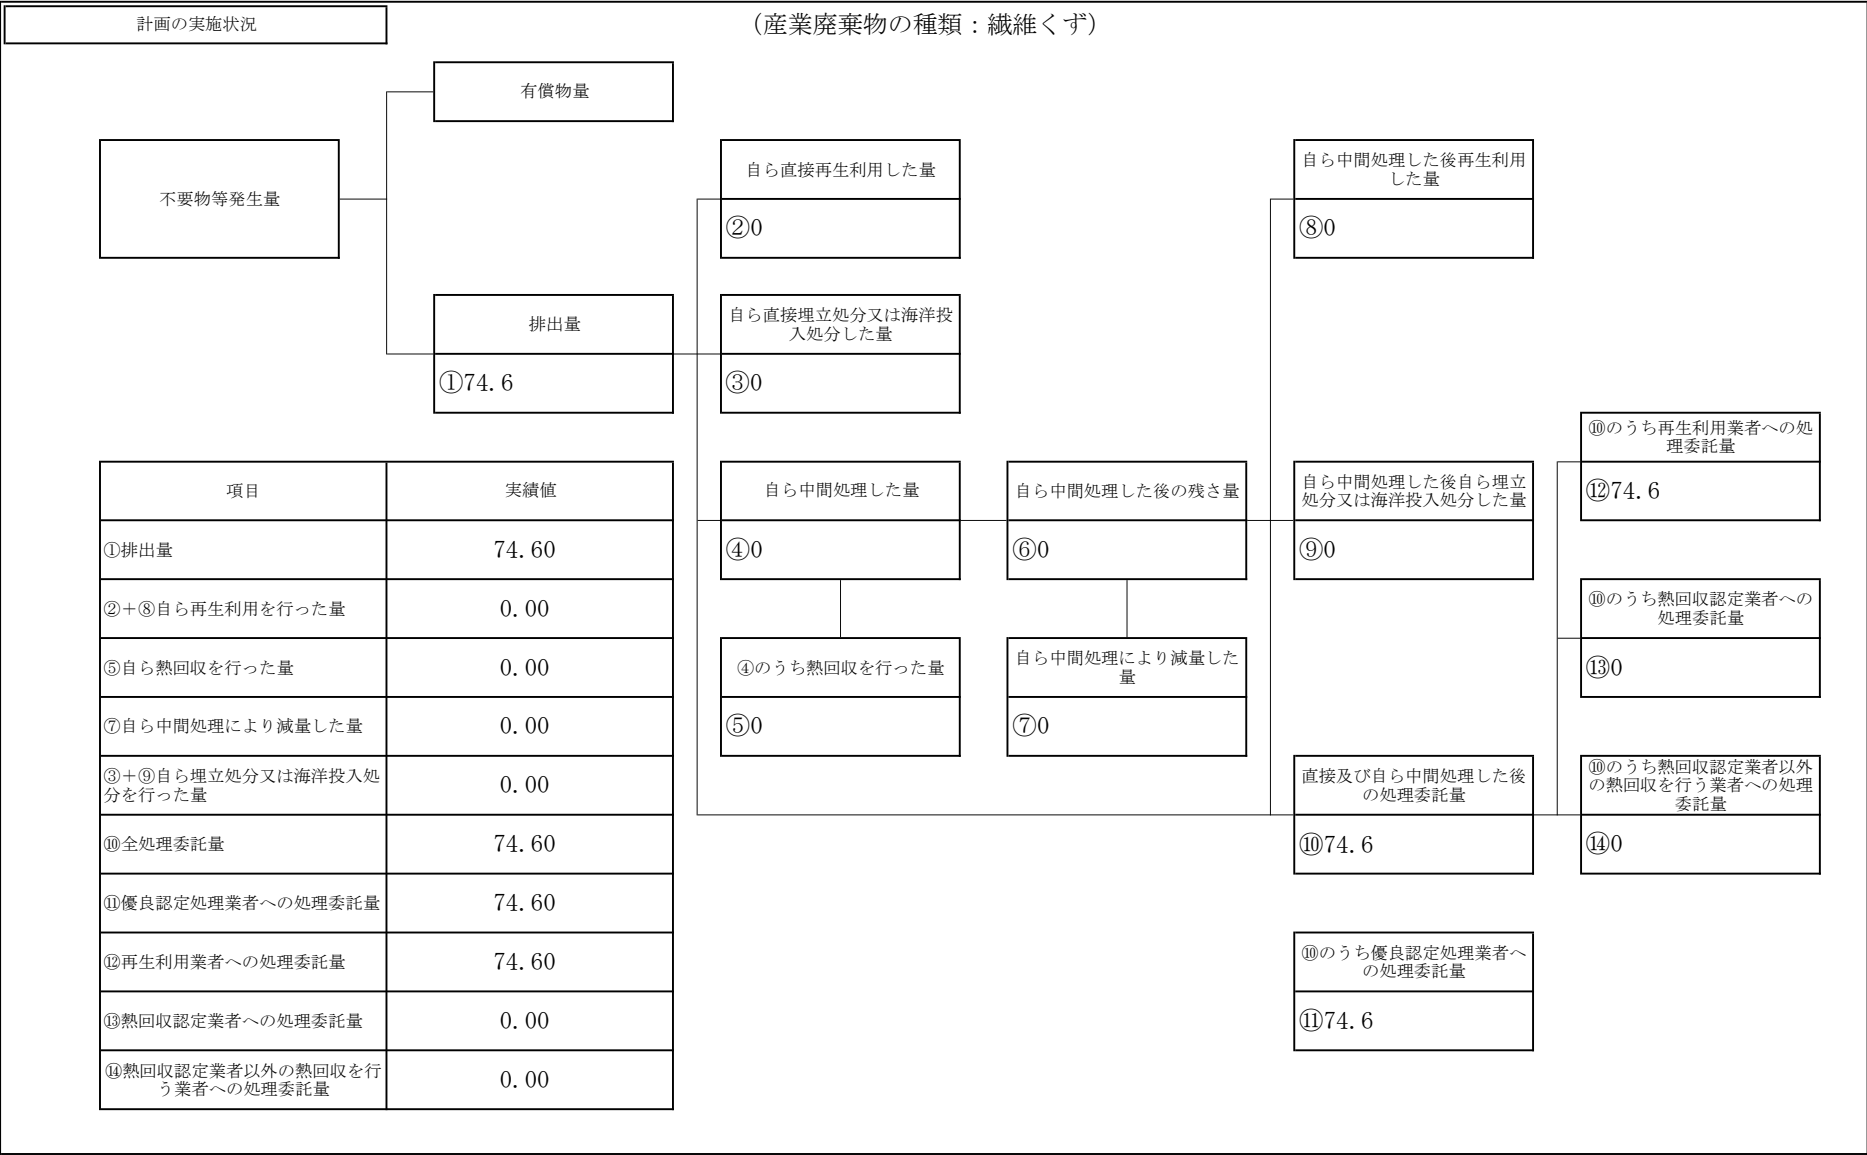 計画の実施状況
（産業廃棄物の種類：繊維くず）
有償物量
不要物等発生量
自ら直接再生利用した量
②0
自ら中間処理した後再生利用
した量
⑧0
排出量
①74.6
自ら直接埋立処分又は海洋投
入処分した量
③0
⑩のうち再生利用業者への処
理委託量
⑫74.6
自ら中間処理した量
④0
自ら中間処理した後の残さ量
⑥0
自ら中間処理した後自ら埋立
処分又は海洋投入処分した量
⑨0
⑩のうち熱回収認定業者への
処理委託量
⑬0
④のうち熱回収を行った量
⑤0
自ら中間処理により減量した
量
⑦0
直接及び自ら中間処理した後
の処理委託量
⑩74.6
⑩のうち熱回収認定業者以外
の熱回収を行う業者への処理
委託量
⑭0
⑩のうち優良認定処理業者へ
の処理委託量
⑪74.6
項目 実績値
①排出量 74.60
②＋⑧自ら再生利用を行った量 0.00
⑤自ら熱回収を行った量 0.00
⑦自ら中間処理により減量した量 0.00
③＋⑨自ら埋立処分又は海洋投入処
分を行った量 0.00
⑩全処理委託量 74.60
⑪優良認定処理業者への処理委託量 74.60
⑫再生利用業者への処理委託量 74.60
⑬熱回収認定業者への処理委託量 0.00
⑭熱回収認定業者以外の熱回収を行
う業者への処理委託量 0.00